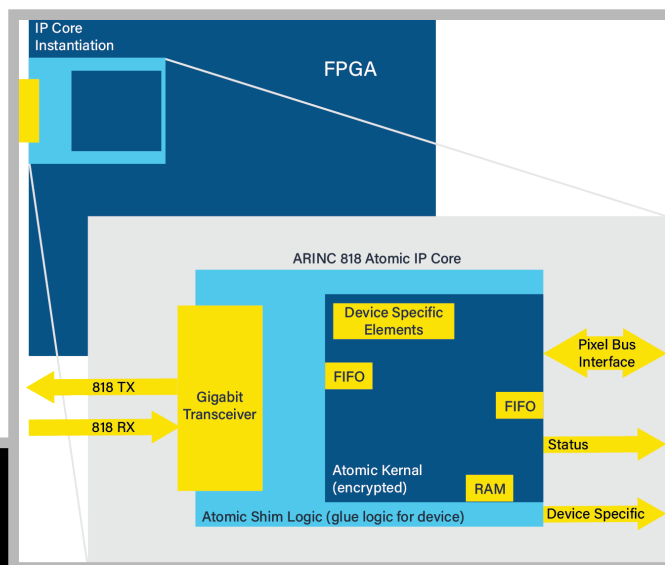 IP Core
Instantiation
FPGA
ARINC 818 Atomic IP Core
Device Specific
Elements
Pixel Bus
Interface
FIFO
818 TX
Gigabit
Transceiver
FIFO
818 RX
Status
Atomic Kernal
(encrypted)
RAM
Atomic Shim Logic (glue logic for device)
Device Specific